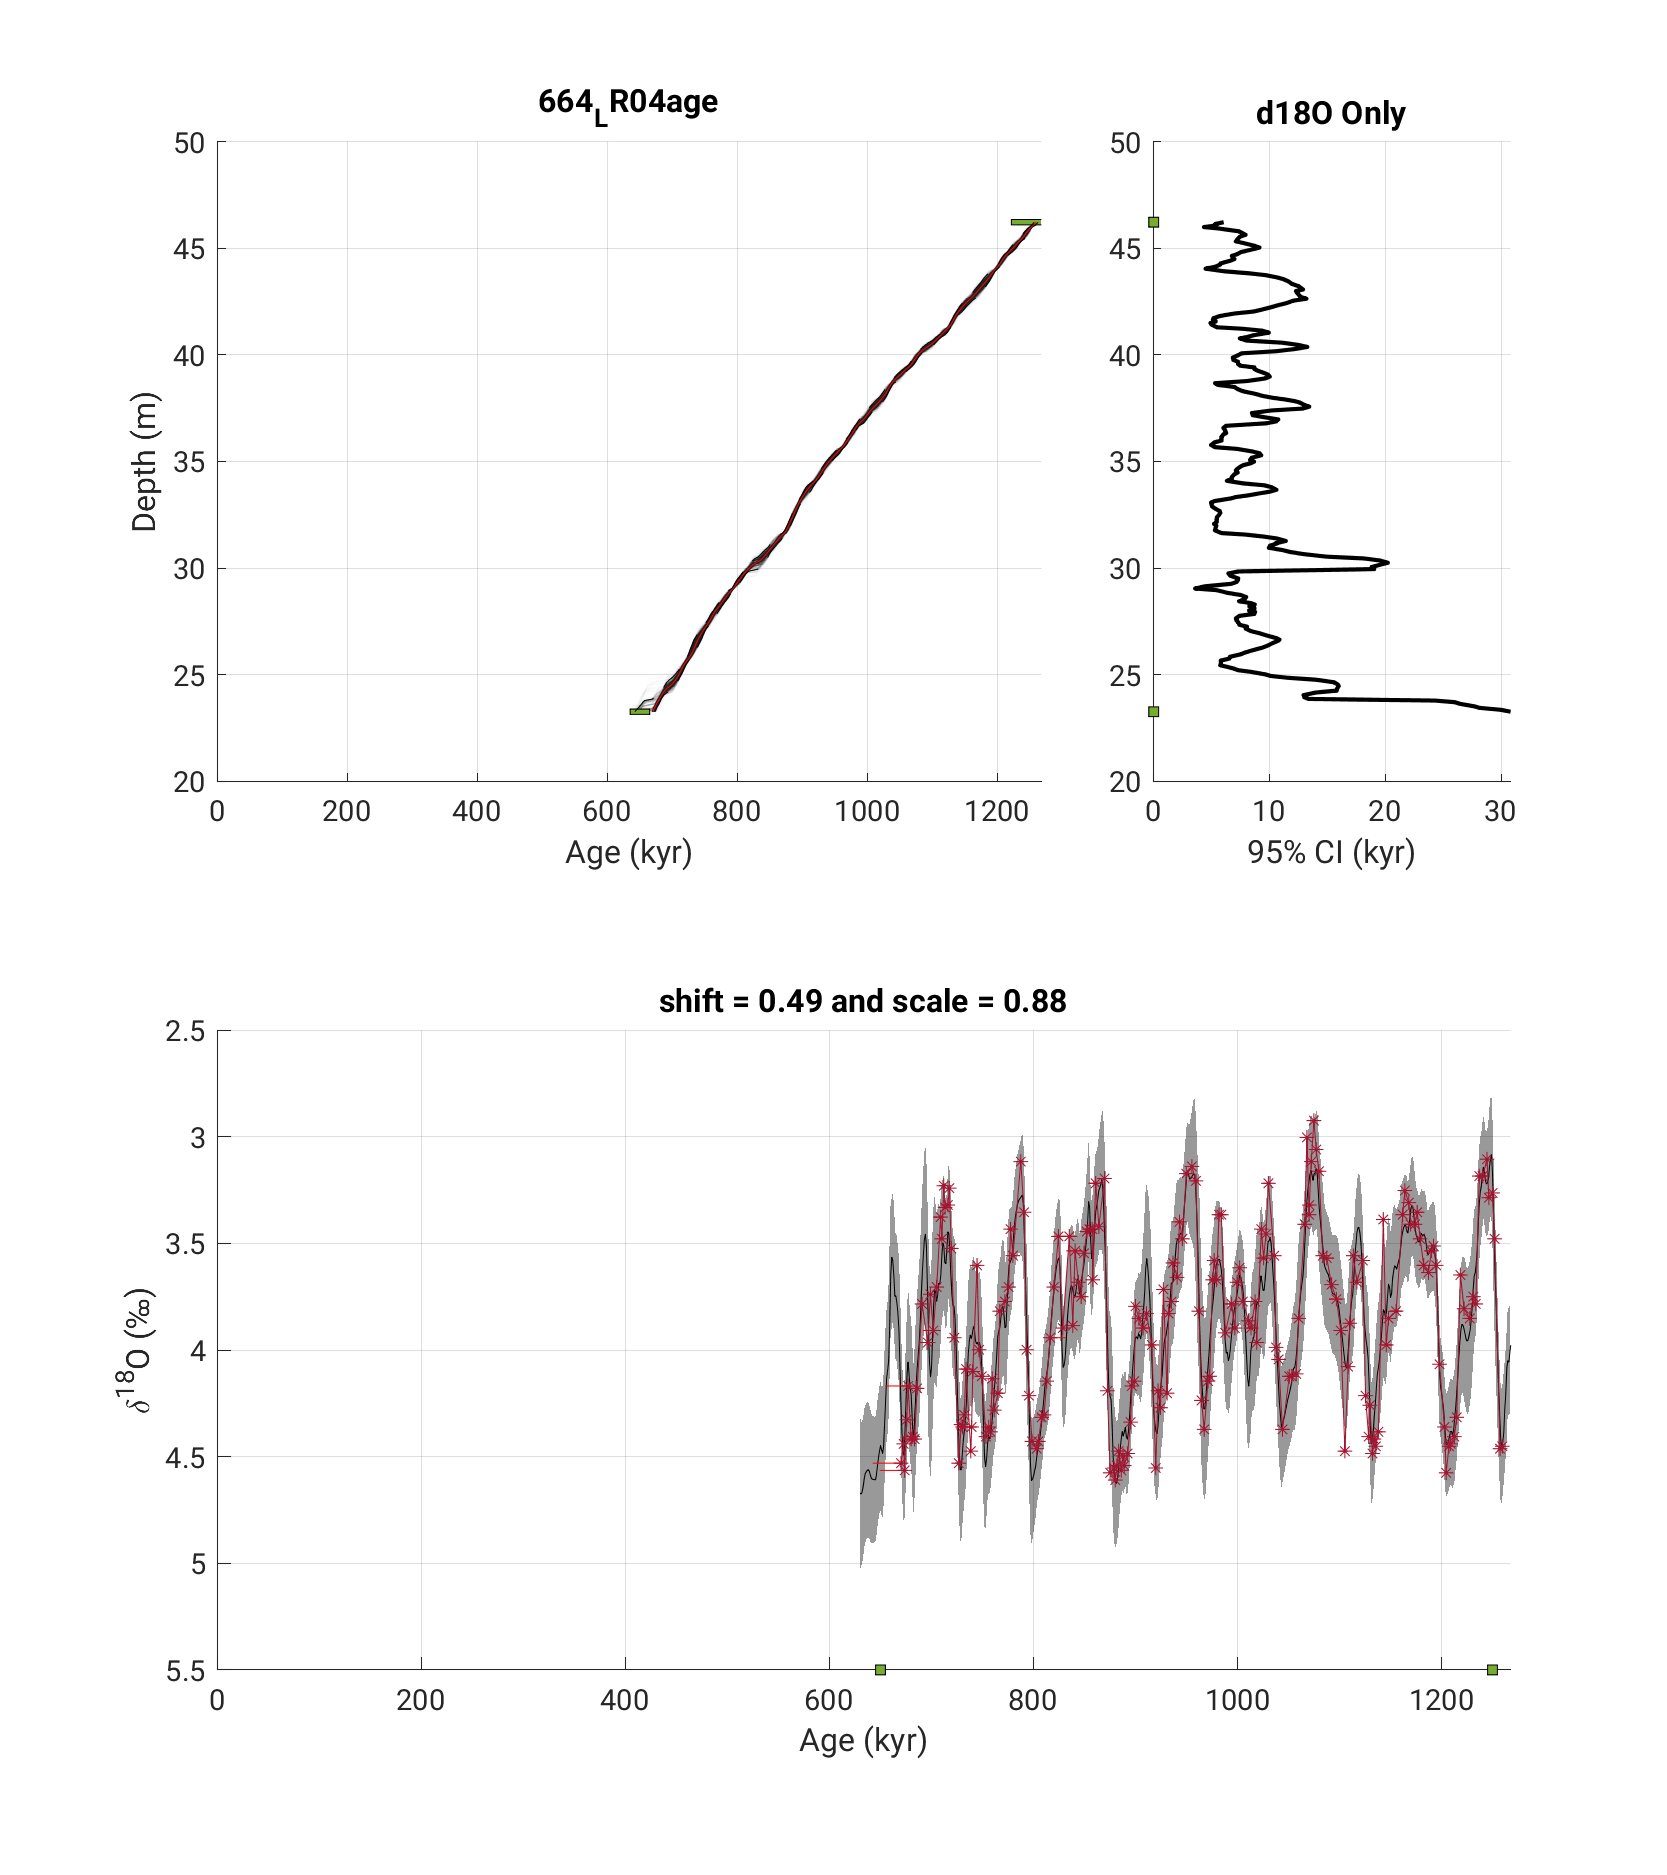 664LR04age
50
45
40
35
30
25
20
0 200 400 600 800 1000 1200
Depth (m)
Age (kyr)
d18O Only
50
45
40
35
30
25
20
0 10 20 30
95% CI (kyr)
shift = 0.49 and scale = 0.88
2.5
3
3.5
4
4.5
5
5.5
0 200 400 600 800 1000 1200
δ18O (‰)
Age (kyr)